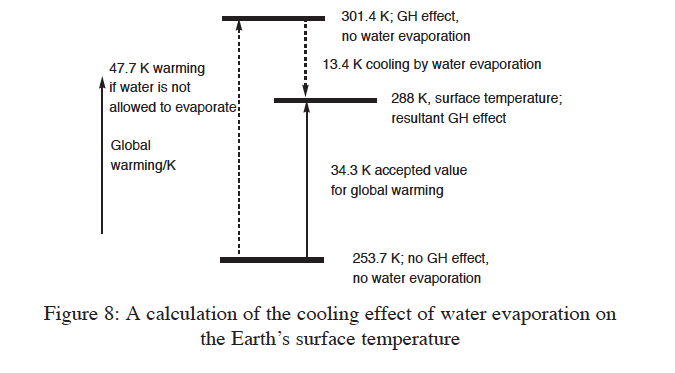 301.4 K; GH effect,
no water evaporation
13.4 K cooling by water evaporation
47.7 K warming
if water is not
allowed to evaporate
288 K, surface temperature;
resultant GH effect
Global
warming/K
34.3 K accepted value
for global warming
253.7 K; no GH effect,
no water evaporation
Figure 8: A calculation of the cooling effect of water evaporation on
the Earth's surface temperature